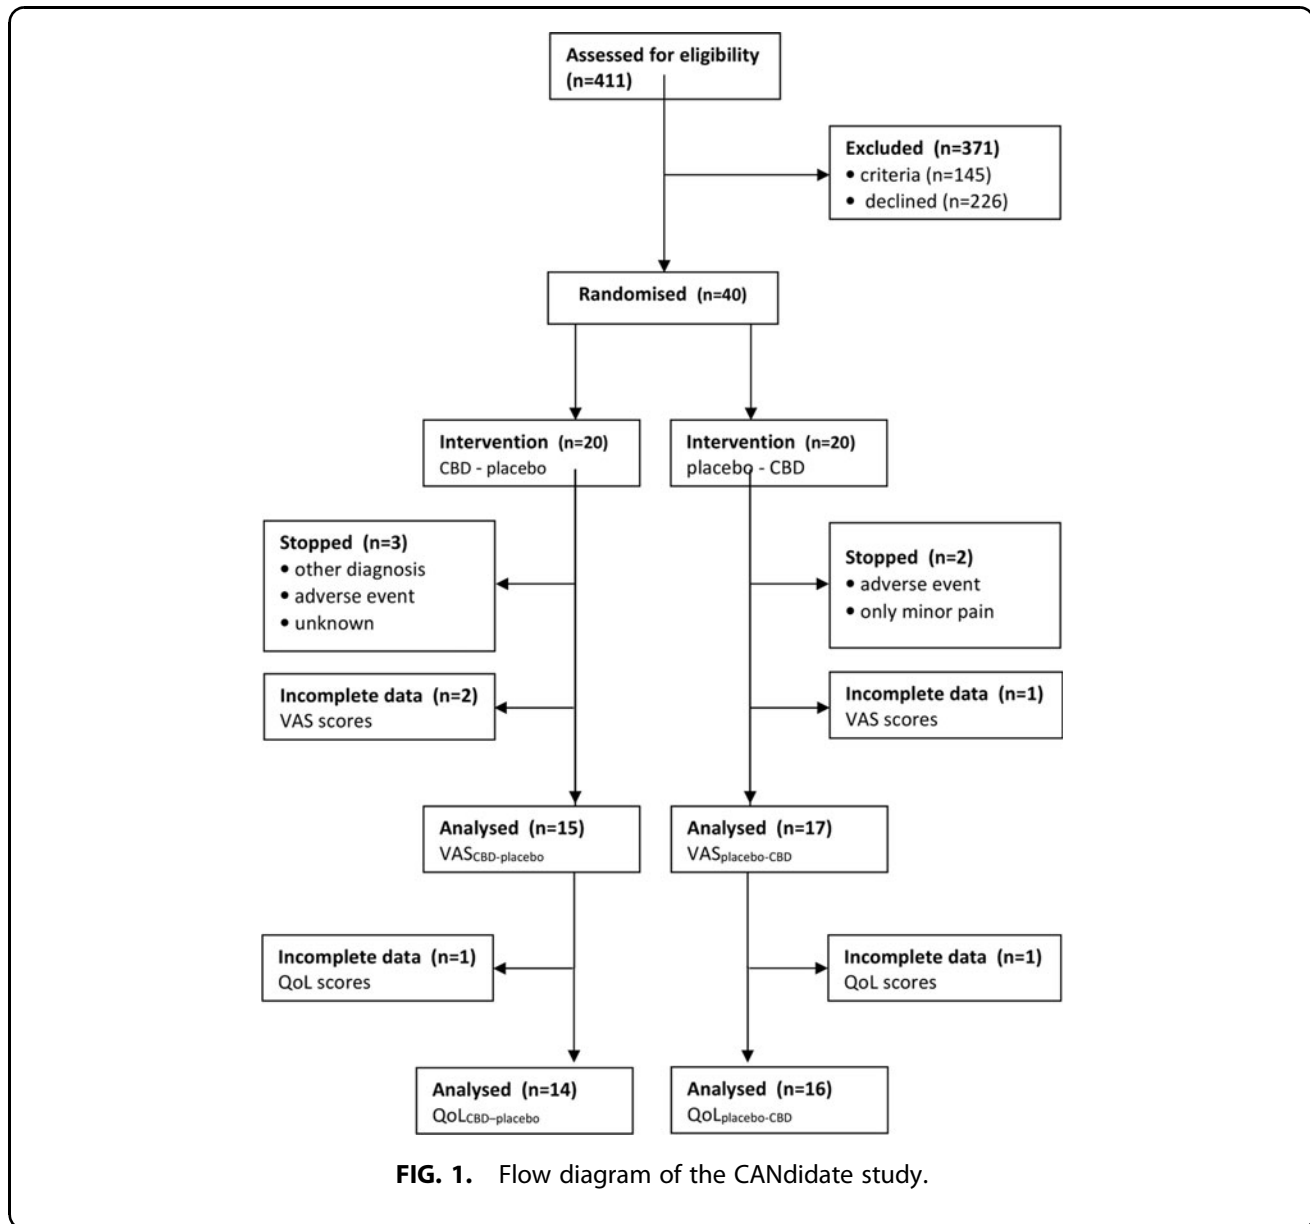 Assessed for eligibility
(n=411)
Excluded (n=371)
• criteria (n=145)
• declined (n=226)
Randomised (n=40)
Intervention (n=20)
CBD - placebo
Intervention (n=20)
placebo - CBD
Stopped (n=3)
• other diagnosis
• adverse event
• unknown
Stopped (n=2)
• adverse event
• only minor pain
Incomplete data (n=2)
VAS scores
Incomplete data (n=1)
VAS scores
Analysed (n=15)
VASCBD-placebo
Analysed (n=17)
VASplacebo-CBD
Incomplete data (n=1)
QoL scores
Incomplete data (n=1)
QoL scores
Analysed (n=14)
QoLCBD–placebo
Analysed (n=16)
QoLplacebo-CBD
FIG. 1. Flow diagram of the CANdidate study.